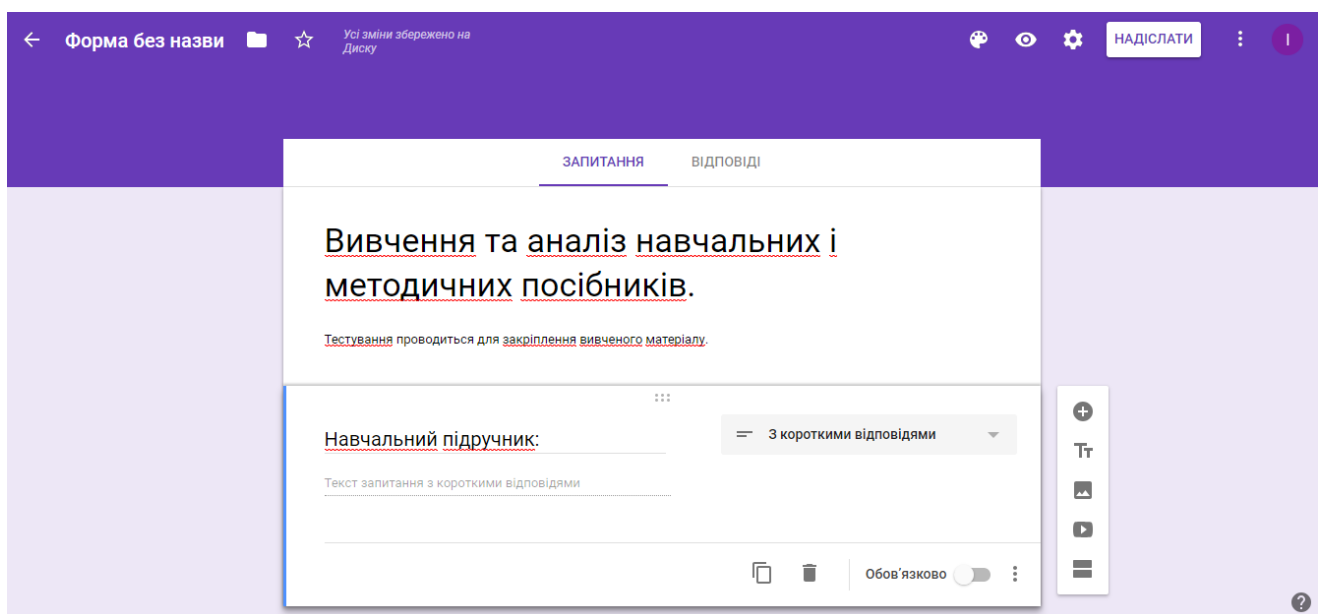 Форма без назви
Усі зміни збережено на
Диску
НАДІСЛАТИ
І
ЗАПИТАННЯ ВІДПОВІДІ
Вивчення та аналіз навчальних і
методичних посібників.
Тестування проводиться для закріплення вивченого матеріалу.
Навчальний підручник:
З короткими відповідями
Текст запитання з короткими відповідями
Обов'язково
Тт